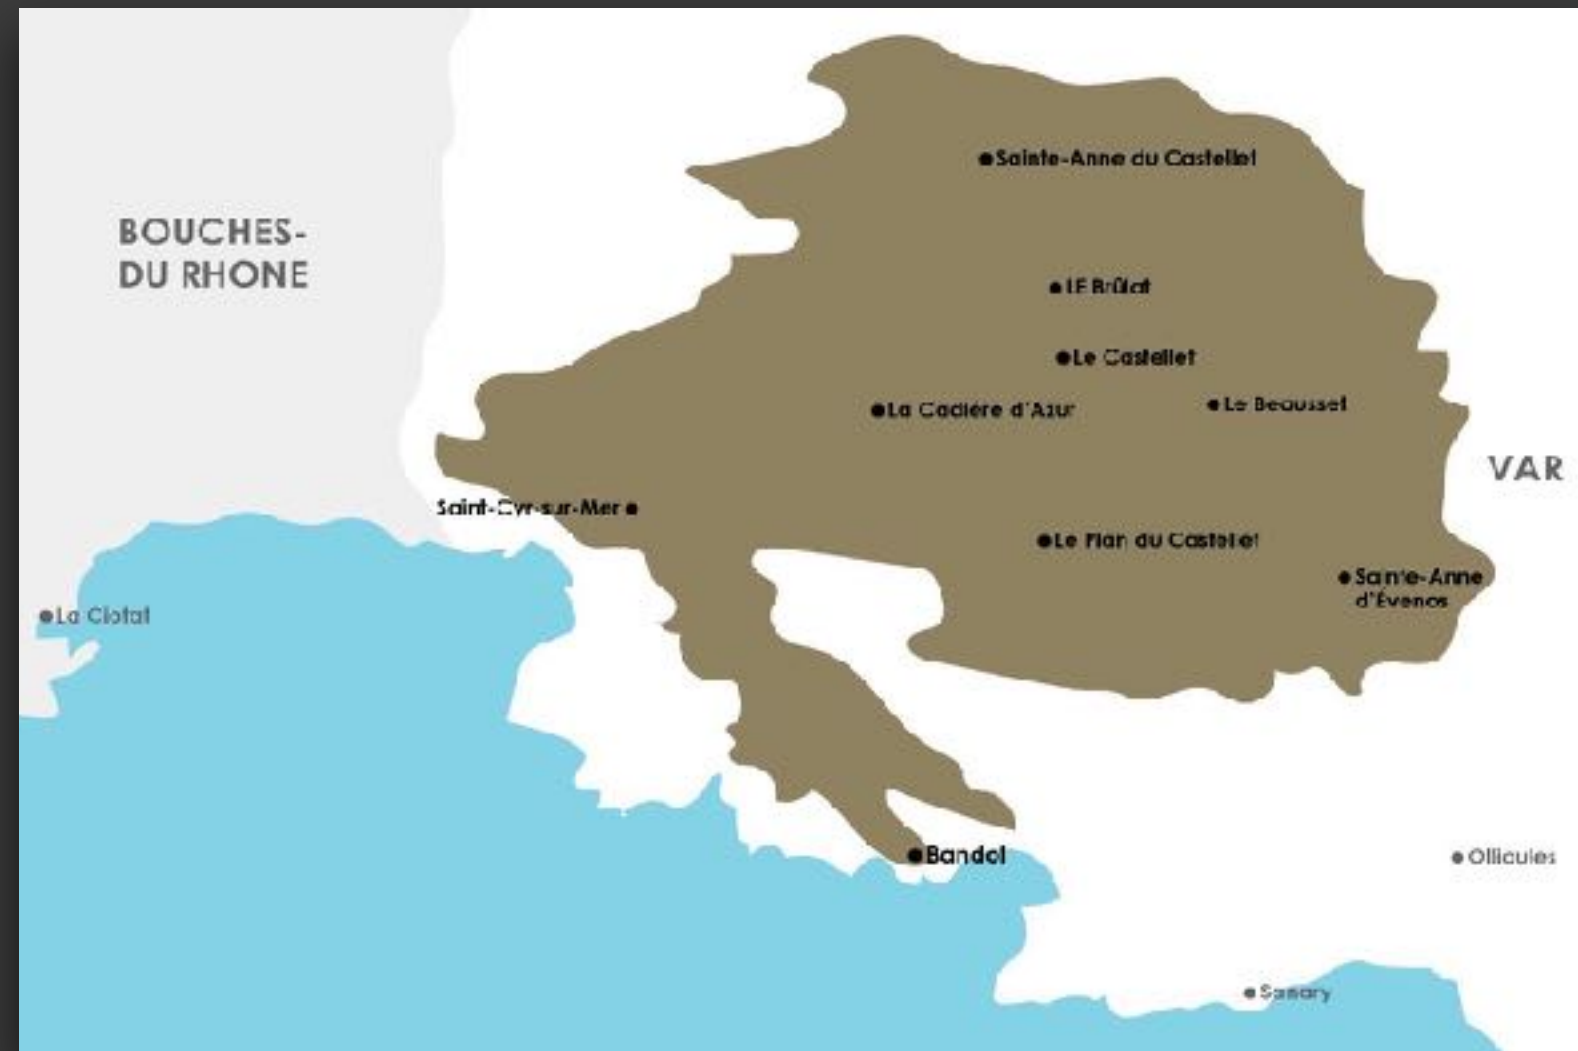 Sainte-Anne du Castellet
BOUCHES-
DU RHONE
LE Brûlat
Le Castellet
La Cadière d'Azur
Le Beausset
VAR
Saint-Cyr-sur-Mer
Le Plan du Castellet
Sainte-Anne
d'Évenos
La Ciotat
Bandol
Ollioules
Sanary